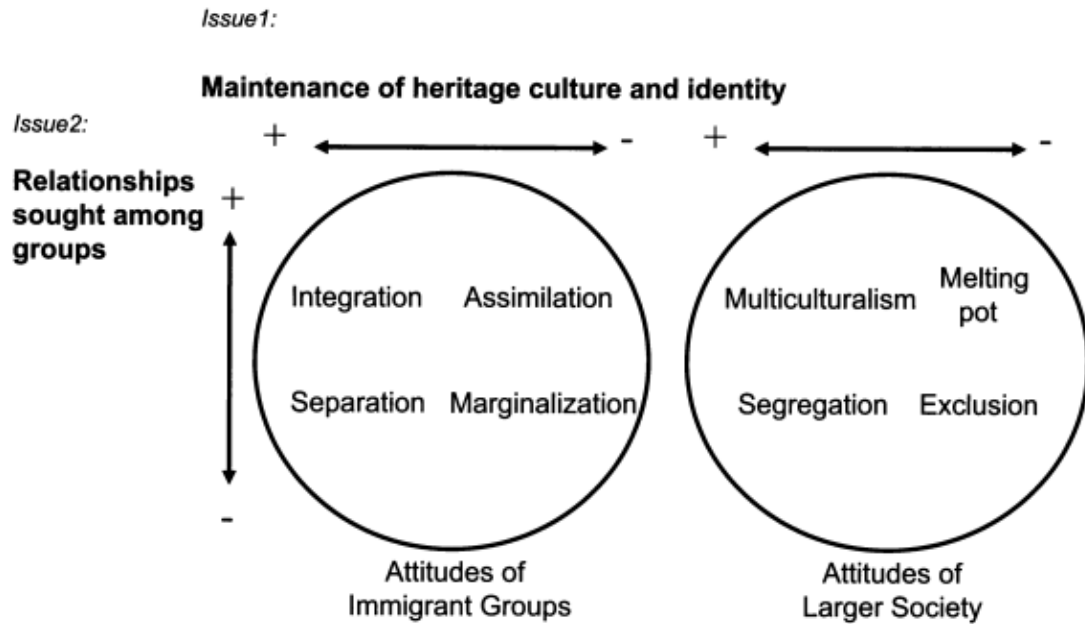 Issue1:
Maintenance of heritage culture and identity
Issue2:
+ - + -
Relationships
sought among
groups
+
Integration Assimilation
Multiculturalism
Melting
pot
Separation Marginalization
Segregation Exclusion
-
Attitudes of
Immigrant Groups
Attitudes of
Larger Society